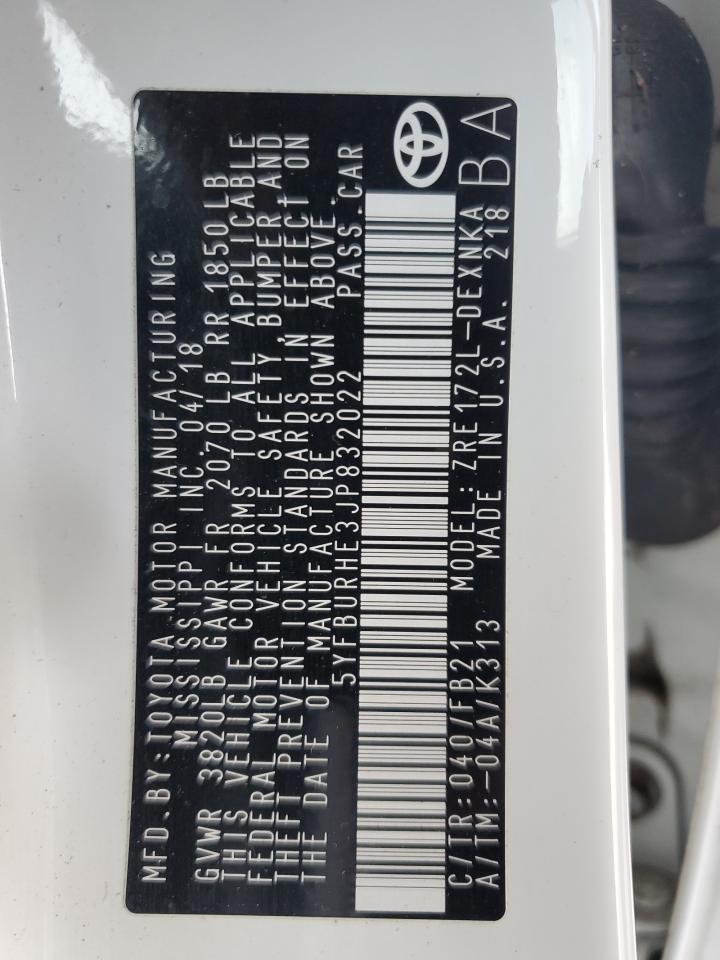 MFD.BY:TOYOTA MOTOR MANUFACTURING
MISSISSIPPI INC.04/18
GVWR 3820LB GAWR FR 2070 LB RR 1850 LB
THIS VEHICLE CONFORMS TO ALL APPLICABLE
FEDERAL MOTOR VEHICLE SAFETY,BUMPER AND
THEFT PREVENTION STANDARDS IN EFFECT ON
THE DATE OF MANUFACTURE SHOWN ABOVE.
5YFBURHE3JP832022 PASS.CAR
C/TR:040/FB21 MODEL:ZRE172L-DEXNKA
A/TM:-04A/K313 MADE IN U.S.A. 218
BA